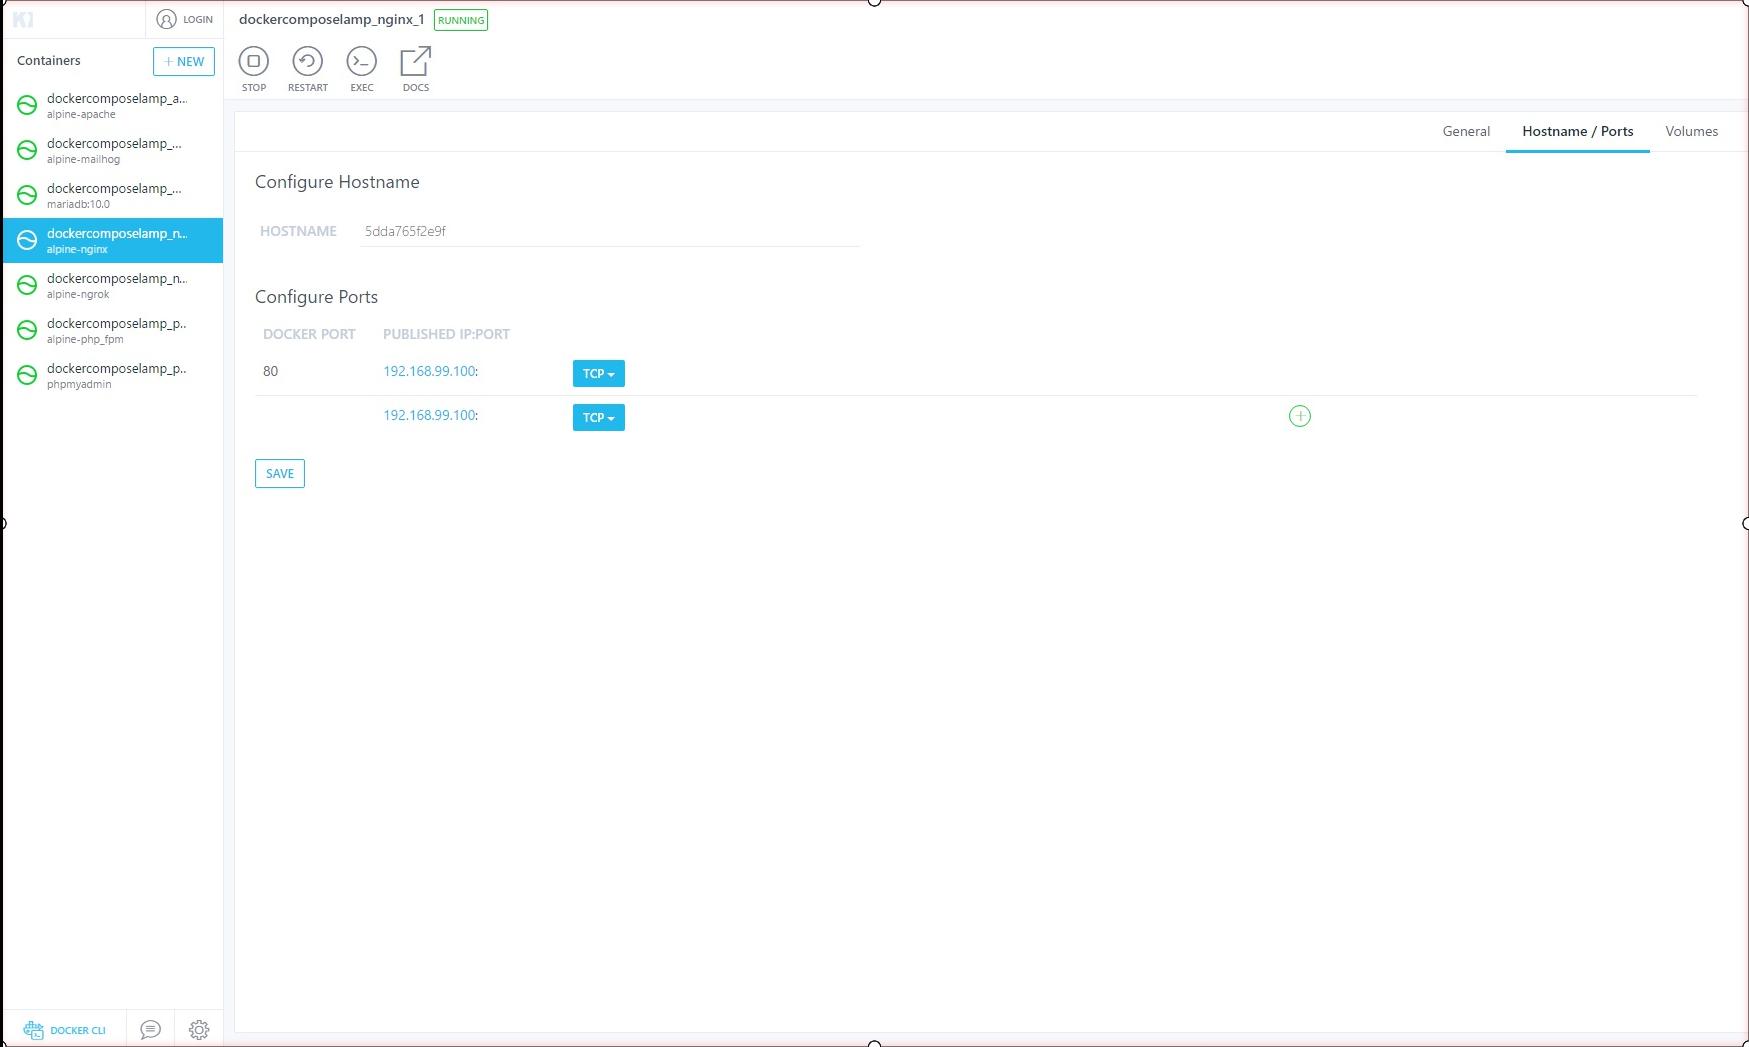 KI
LOGIN
dockercomposelamp_nginx_1 RUNNING
Containers
+ NEW
STOP RESTART EXEC DOCS
dockercomposelamp_a...
alpine-apache
dockercomposelamp_...
alpine-mailhog
dockercomposelamp_...
mariadb:10.0
dockercomposelamp_n...
alpine-nginx
dockercomposelamp_n...
alpine-ngrok
dockercomposelamp_p..
alpine-php_fpm
dockercomposelamp_p..
phpmyadmin
General Hostname / Ports Volumes
Configure Hostname
HOSTNAME 5dda765f2e9f
Configure Ports
DOCKER PORT PUBLISHED IP:PORT
80 192.168.99.100: TCP
192.168.99.100: TCP
SAVE
DOCKER CLI